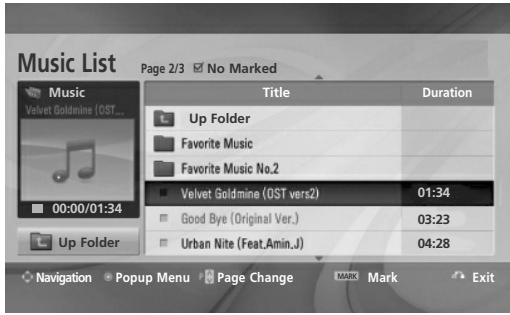 Music List Page 2/3 No Marked
Music
Velvet Goldmine (OST...
00:00/01:34
Up Folder
Title Duration
Up Folder
Favorite Music
Favorite Music No.2
Velvet Goldmine (OST vers2) 01:34
Good Bye (Original Ver.) 03:23
Urban Nite (Feat.Amin.J) 04:28
Navigation Popup Menu P Page Change MARK Mark Exit